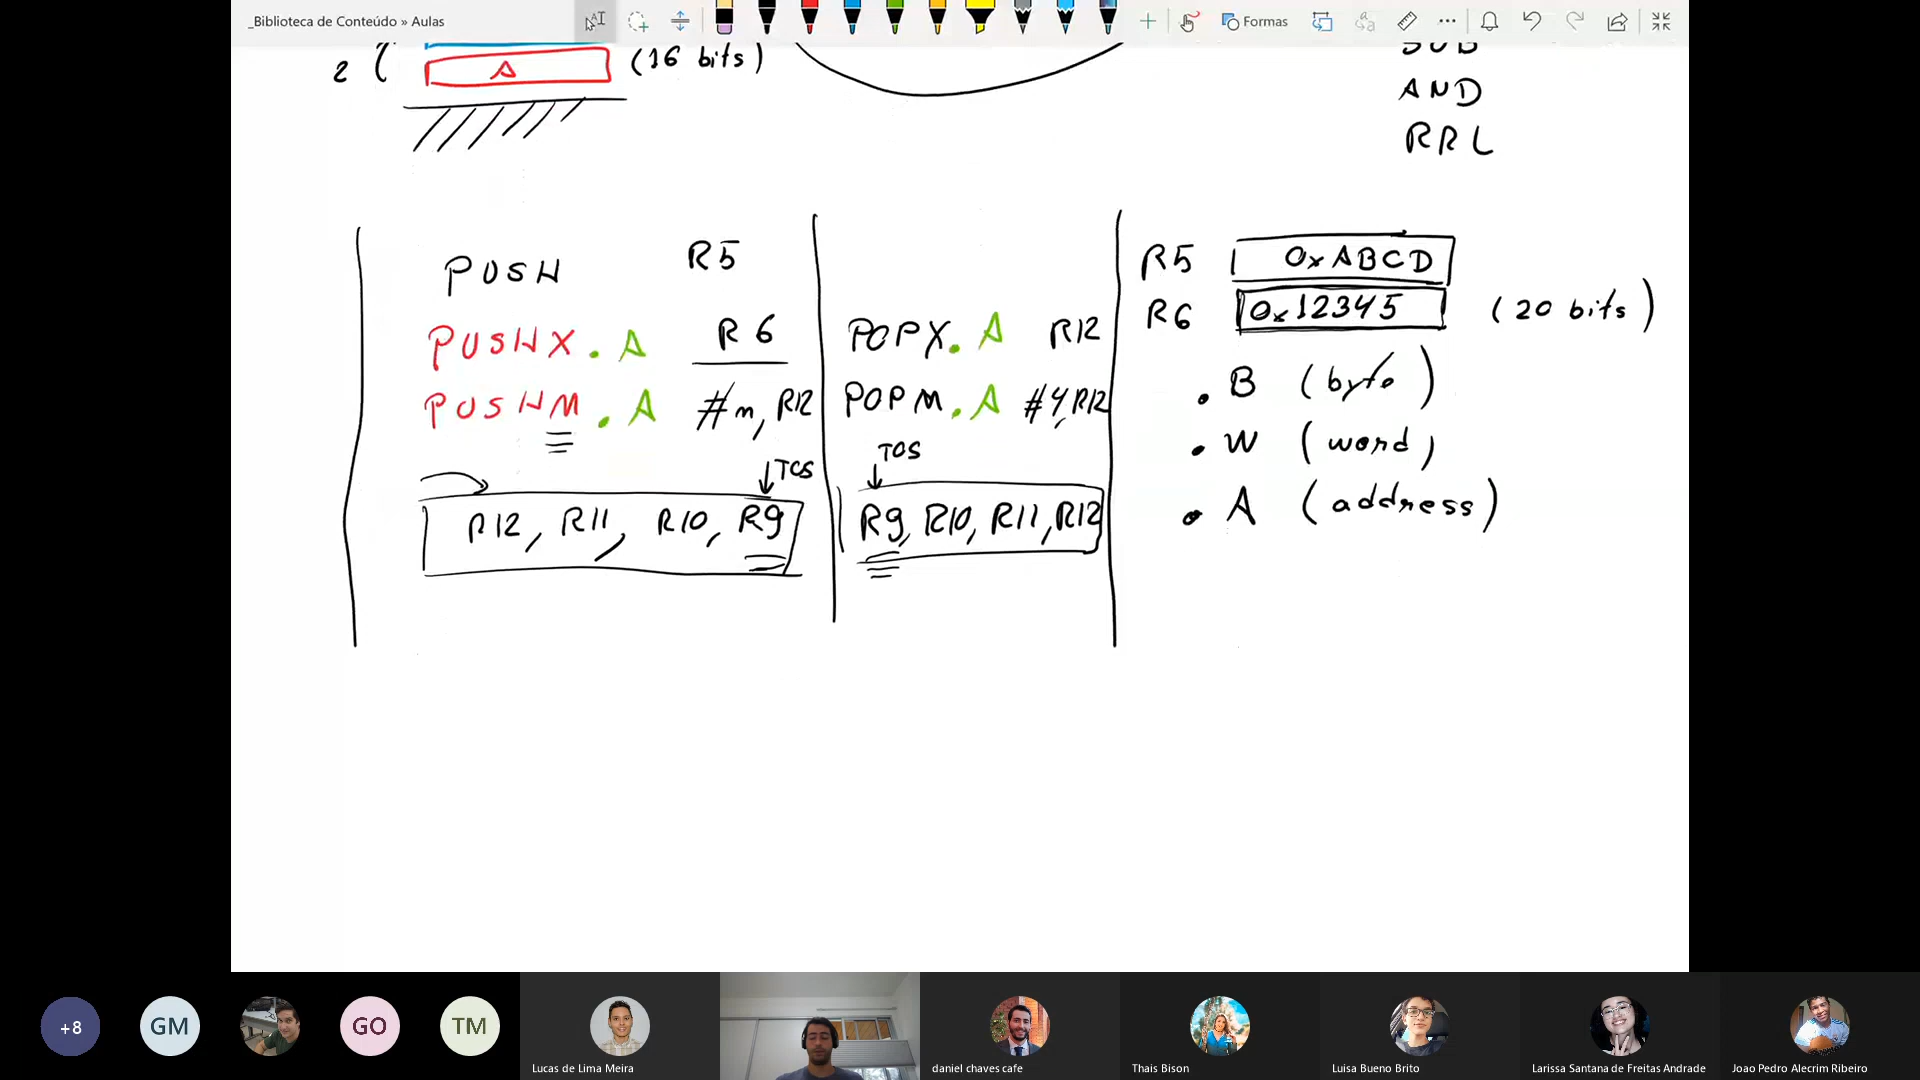 _Biblioteca de Conteúdo » Aulas
Formas
2 ( A (16 bits)
SUB
AND
RRL
PUSH R5
PUSHX.A R6
PUSHM.A #n, R12
TOS
R12, R11, R10, R9
POPX.A R12
POPM.A #4, R12
TOS
R9, R10, R11, R12
R5 0xABCD
R6 0x12345 (20 bits)
.B (byte)
.W (word)
.A (address)
+8
GM
GO
TM
Lucas de Lima Meira
daniel chaves cafe
Thais Bison
Luisa Bueno Brito
Larissa Santana de Freitas Andrade
Joao Pedro Alecrim Ribeiro